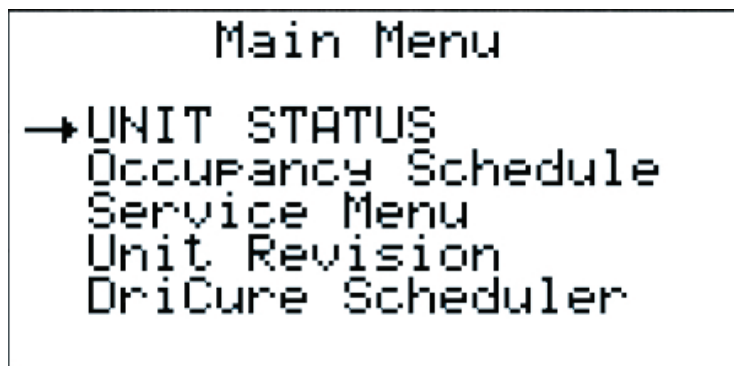 Main Menu
→UNIT STATUS
Occupancy Schedule
Service Menu
Unit Revision
DriCure Scheduler